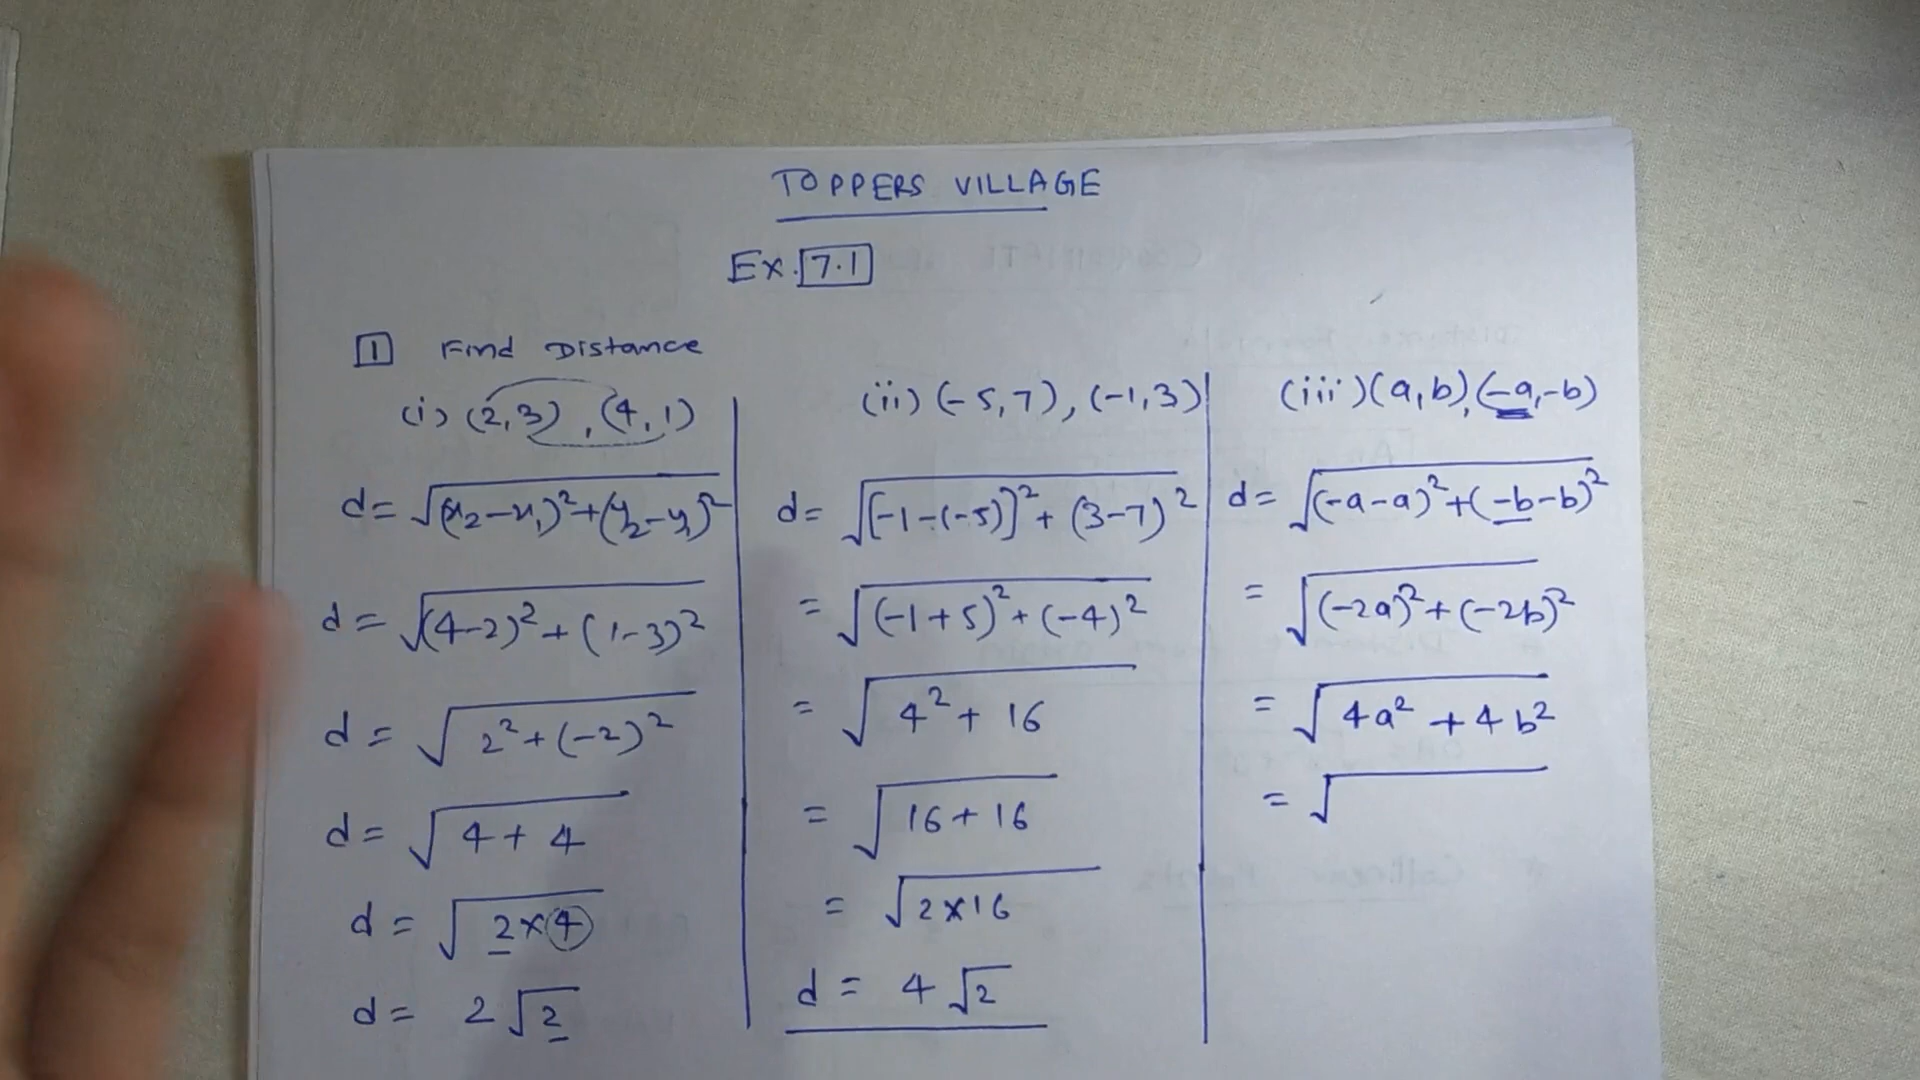 TOPPERS VILLAGE
Ex. 7.1
1 Find Distance
(i) (2,3) , (4,1)
d= √(x₂-x₁)²+(y₂-y₁)²
d= √(4-2)²+(1-3)²
d= √2²+(-2)²
d= √4+4
d= √2×4
d= 2√2
(ii) (-5,7), (-1,3)
d= √[-1-(-5)]²+(3-7)²
= √(-1+5)²+(-4)²
= √4²+16
= √16+16
= √2×16
d= 4√2
(iii) (a,b), (-a,-b)
d= √(-a-a)²+(-b-b)²
= √(-2a)²+(-2b)²
= √4a²+4b²
= √